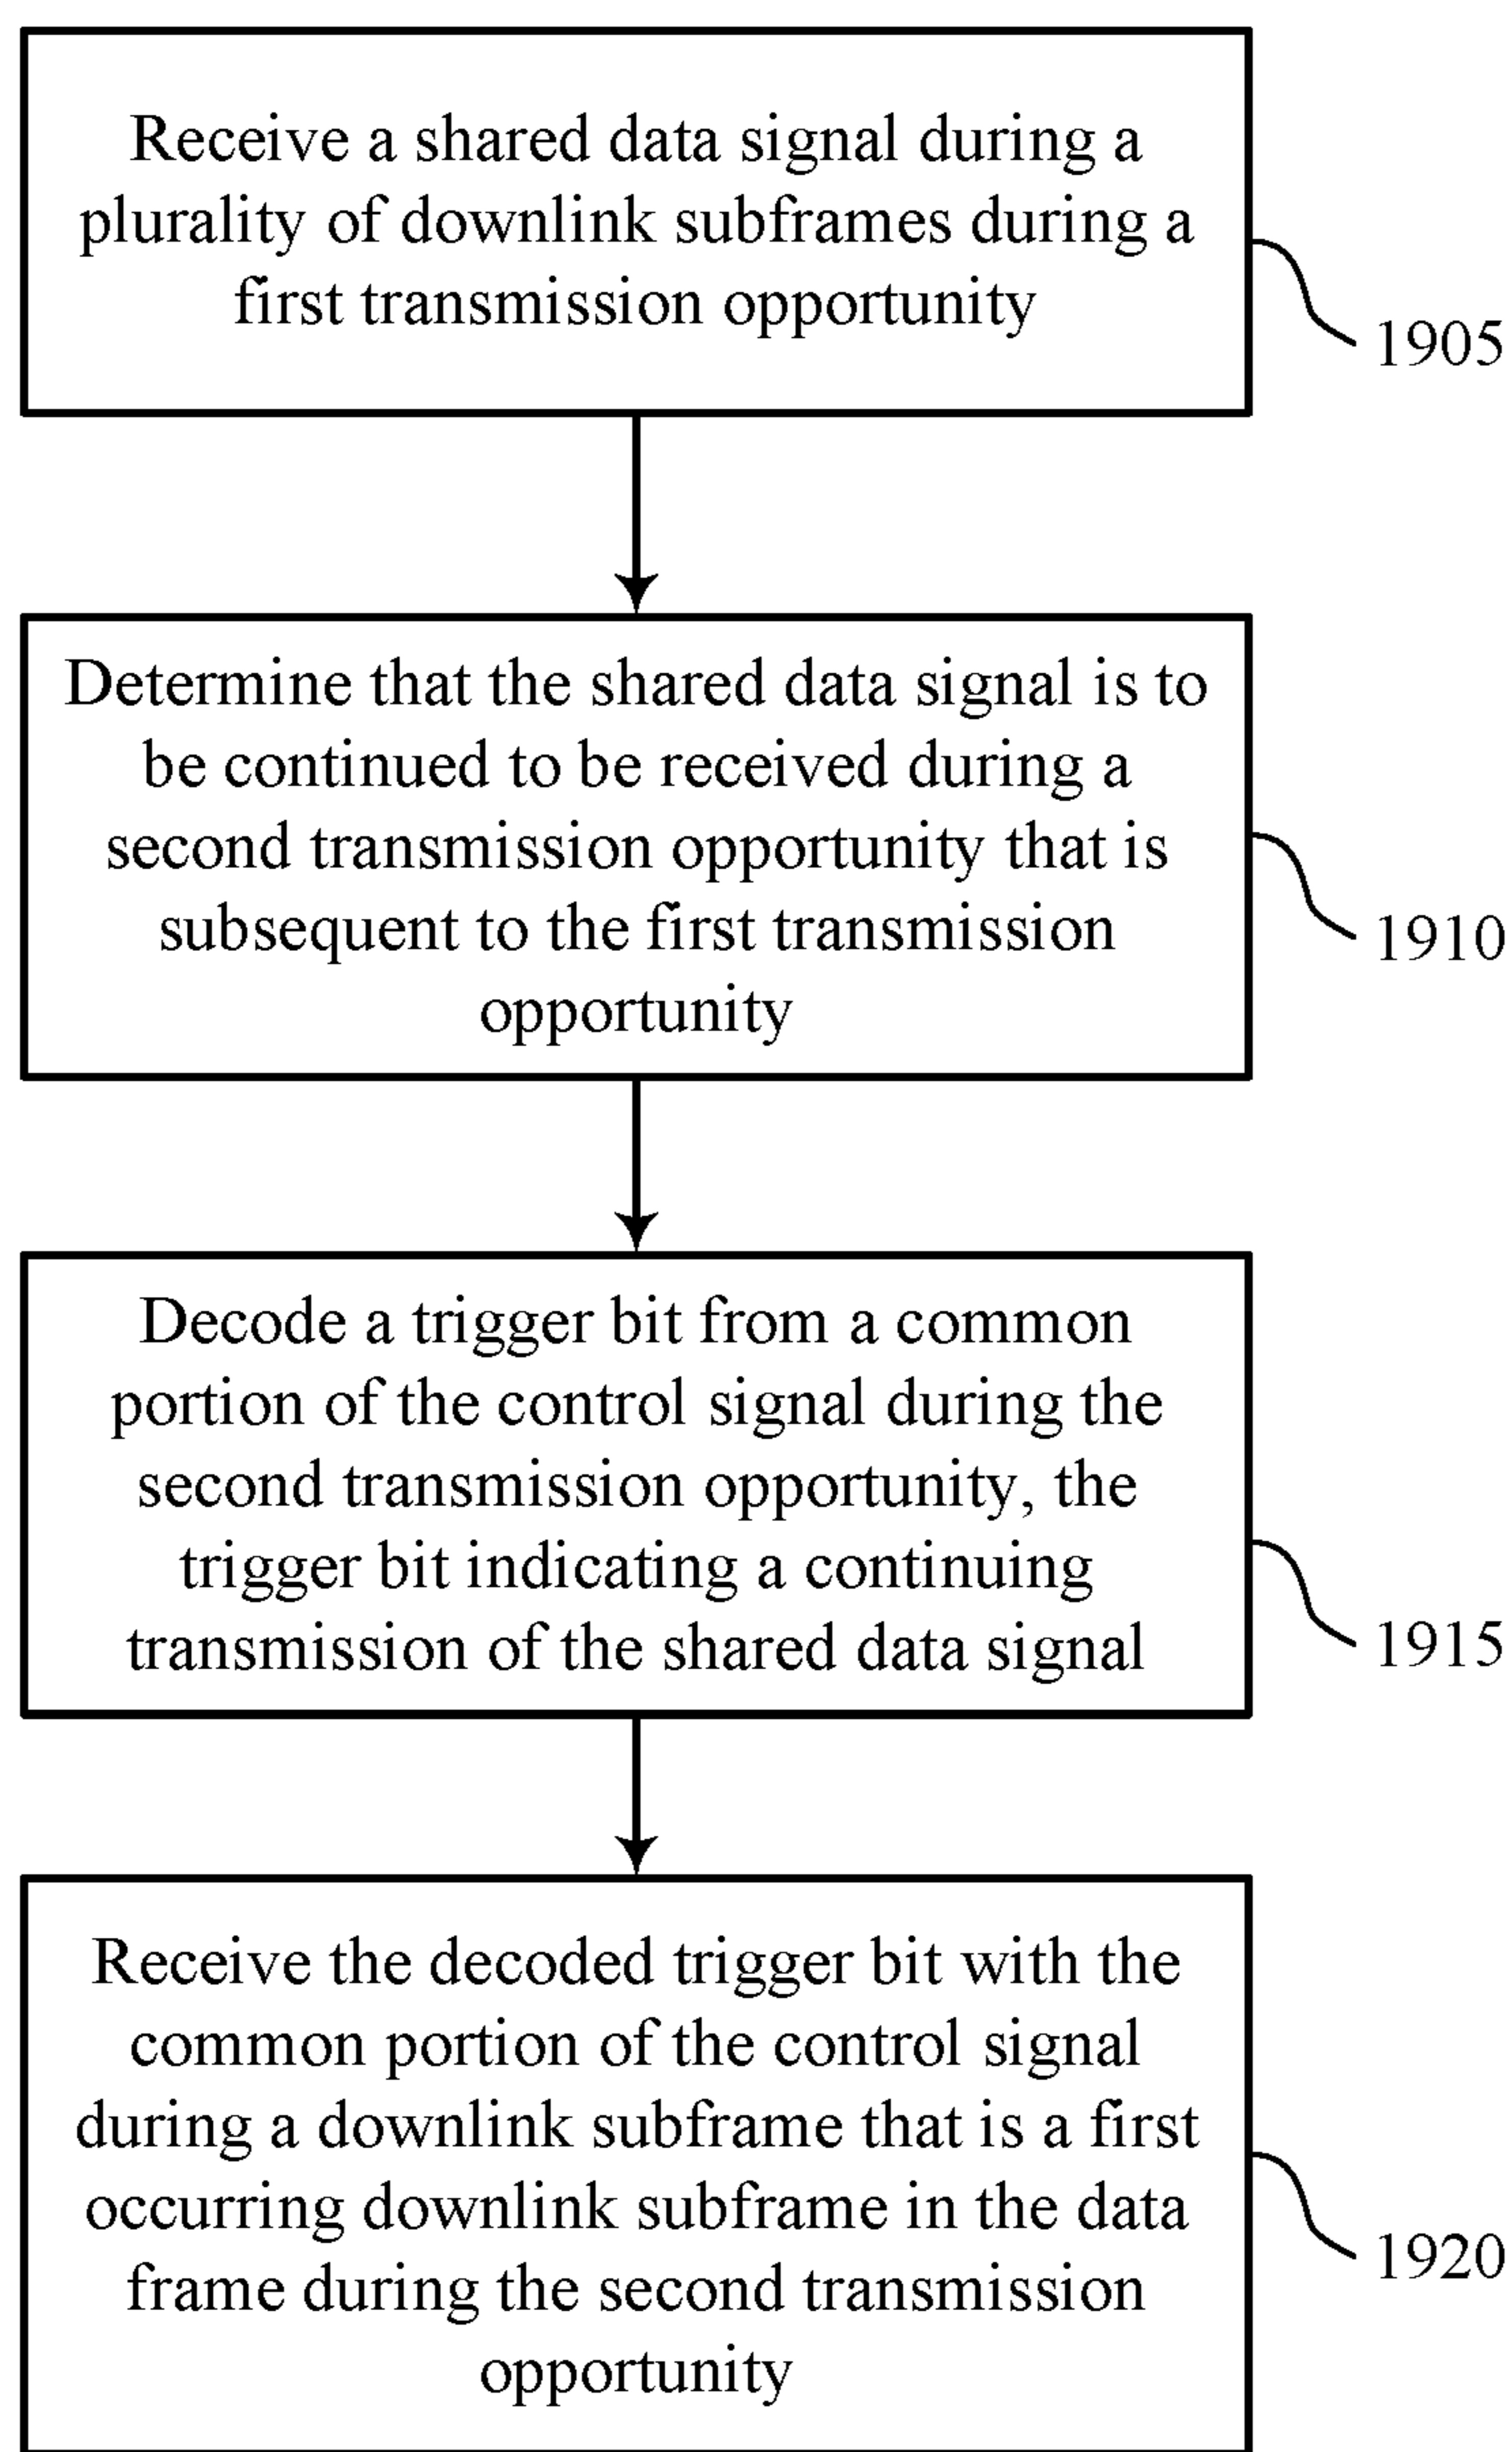 Receive a shared data signal during a
plurality of downlink subframes during a
first transmission opportunity
1905
Determine that the shared data signal is to
be continued to be received during a
second transmission opportunity that is
subsequent to the first transmission
opportunity
1910
Decode a trigger bit from a common
portion of the control signal during the
second transmission opportunity, the
trigger bit indicating a continuing
transmission of the shared data signal
1915
Receive the decoded trigger bit with the
common portion of the control signal
during a downlink subframe that is a first
occurring downlink subframe in the data
frame during the second transmission
opportunity
1920